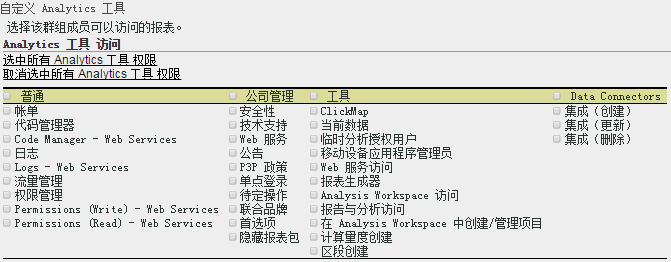 自定义 Analytics 工具
选择该群组成员可以访问的报表。
Analytics 工具 访问
选中所有 Analytics 工具 权限
取消选中所有 Analytics 工具 权限
普通 公司管理 工具 Data Connectors
帐单 安全性 ClickMap 集成（创建）
代码管理器 技术支持 当前数据 集成（更新）
Code Manager - Web Services Web 服务 临时分析授权用户 集成（删除）
日志 公告 移动设备应用程序管理员
Logs - Web Services P3P 政策 Web 服务访问
流量管理 单点登录 报表生成器
权限管理 待定操作 Analysis Workspace 访问
Permissions (Write) - Web Services 联合品牌 报告与分析访问
Permissions (Read) - Web Services 首选项 在 Analysis Workspace 中创建/管理项目
隐藏报表包 计算量度创建
区段创建